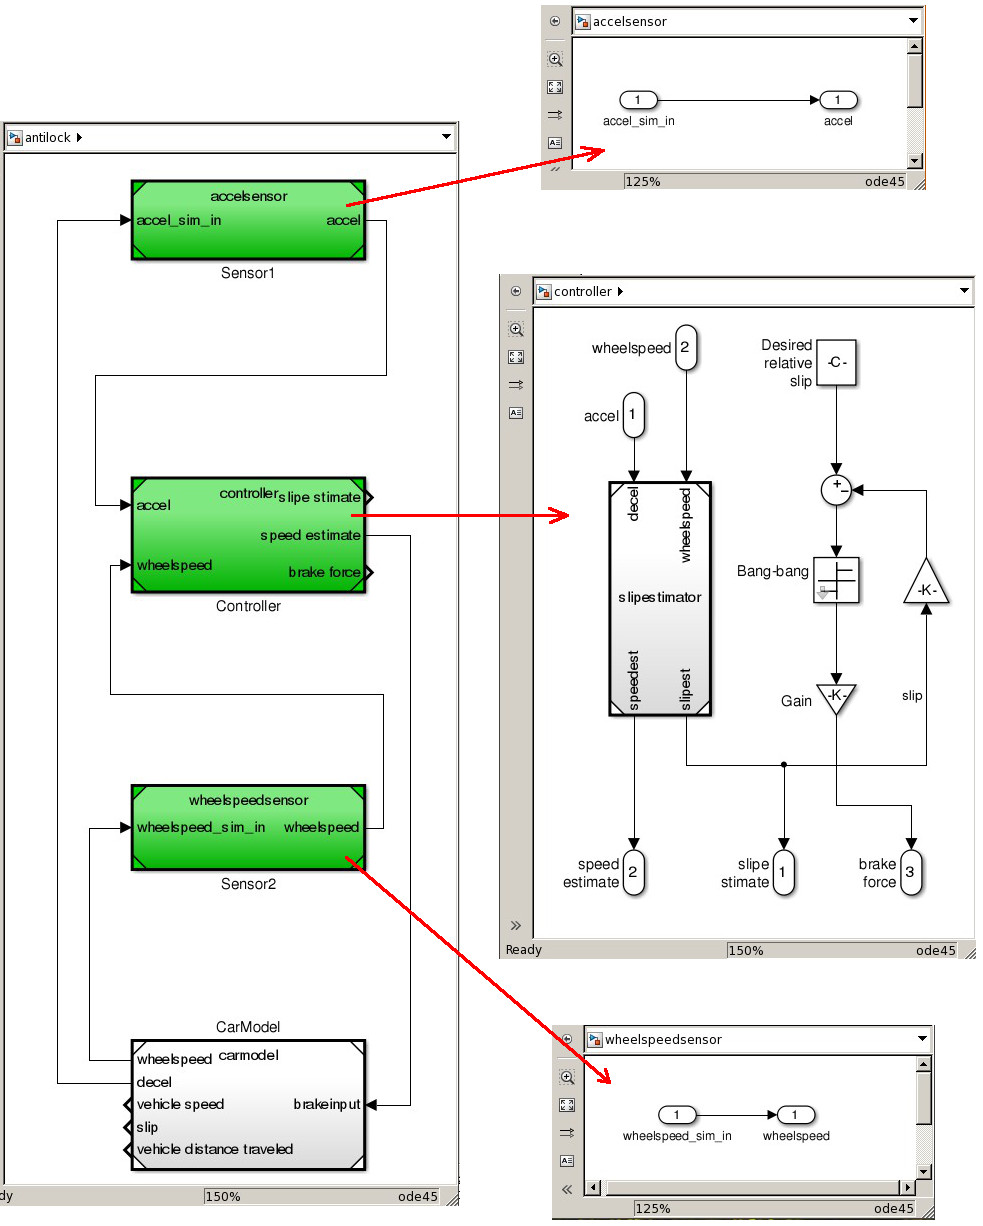 accelsensor
1
1
accel_sim_in
accel
125%
ode45
antilock
accelsensor
accel_sim_in
accel
Sensor1
controller
slipe stimate
accel
speed estimate
wheelspeed
brake force
Controller
wheelspeedsensor
wheelspeed_sim_in
wheelspeed
Sensor2
CarModel
carmodel
wheelspeed
decel
vehicle speed
brakeinput
slip
vehicle distance traveled
dy
150%
ode45
controller
wheelspeed
2
Desired
relative
slip
-C-
accel
1
+
−
decel
wheelspeed
Bang-bang
-K-
slipestimator
speedest
slipest
Gain
-K-
slip
speed
estimate
2
slipe
stimate
1
brake
force
3
Ready
150%
ode45
wheelspeedsensor
1
1
wheelspeed_sim_in
wheelspeed
125%
ode45